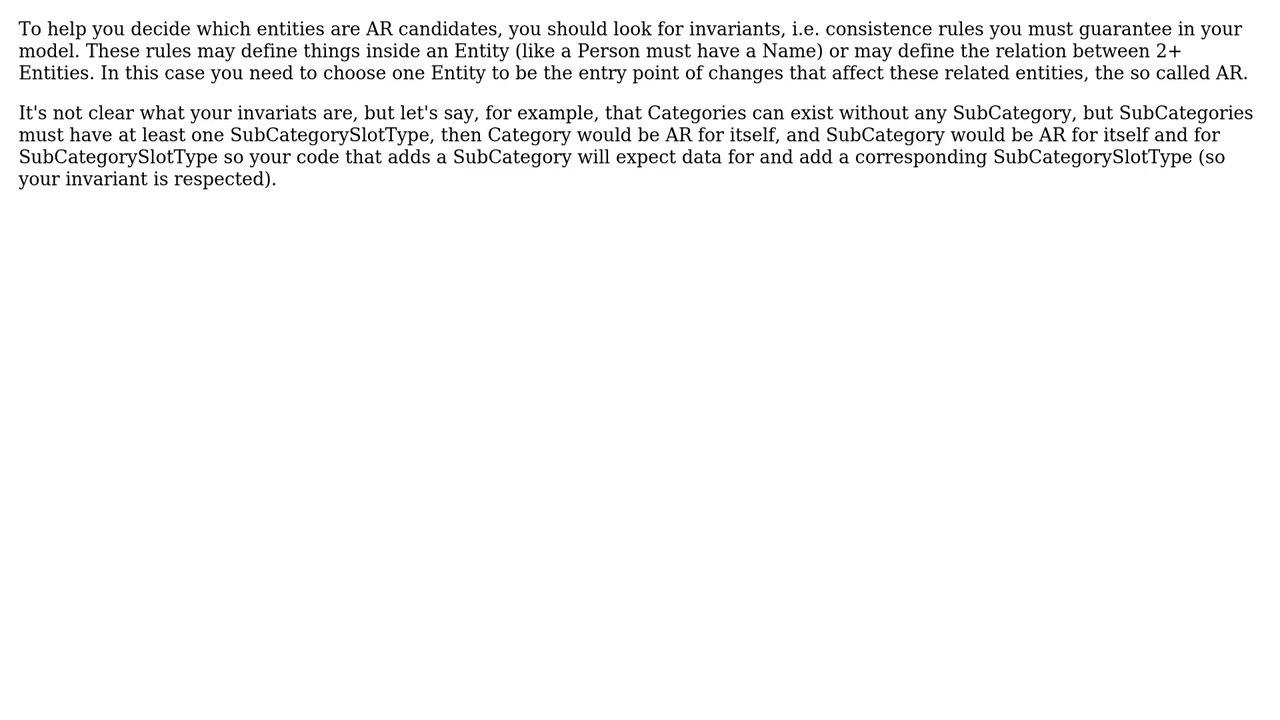 To help you decide which entities are AR candidates, you should look for invariants, i.e. consistence rules you must guarantee in your
model. These rules may define things inside an Entity (like a Person must have a Name) or may define the relation between 2+
Entities. In this case you need to choose one Entity to be the entry point of changes that affect these related entities, the so called AR.
It's not clear what your invariats are, but let's say, for example, that Categories can exist without any SubCategory, but SubCategories
must have at least one SubCategorySlotType, then Category would be AR for itself, and SubCategory would be AR for itself and for
SubCategorySlotType so your code that adds a SubCategory will expect data for and add a corresponding SubCategorySlotType (so
your invariant is respected).